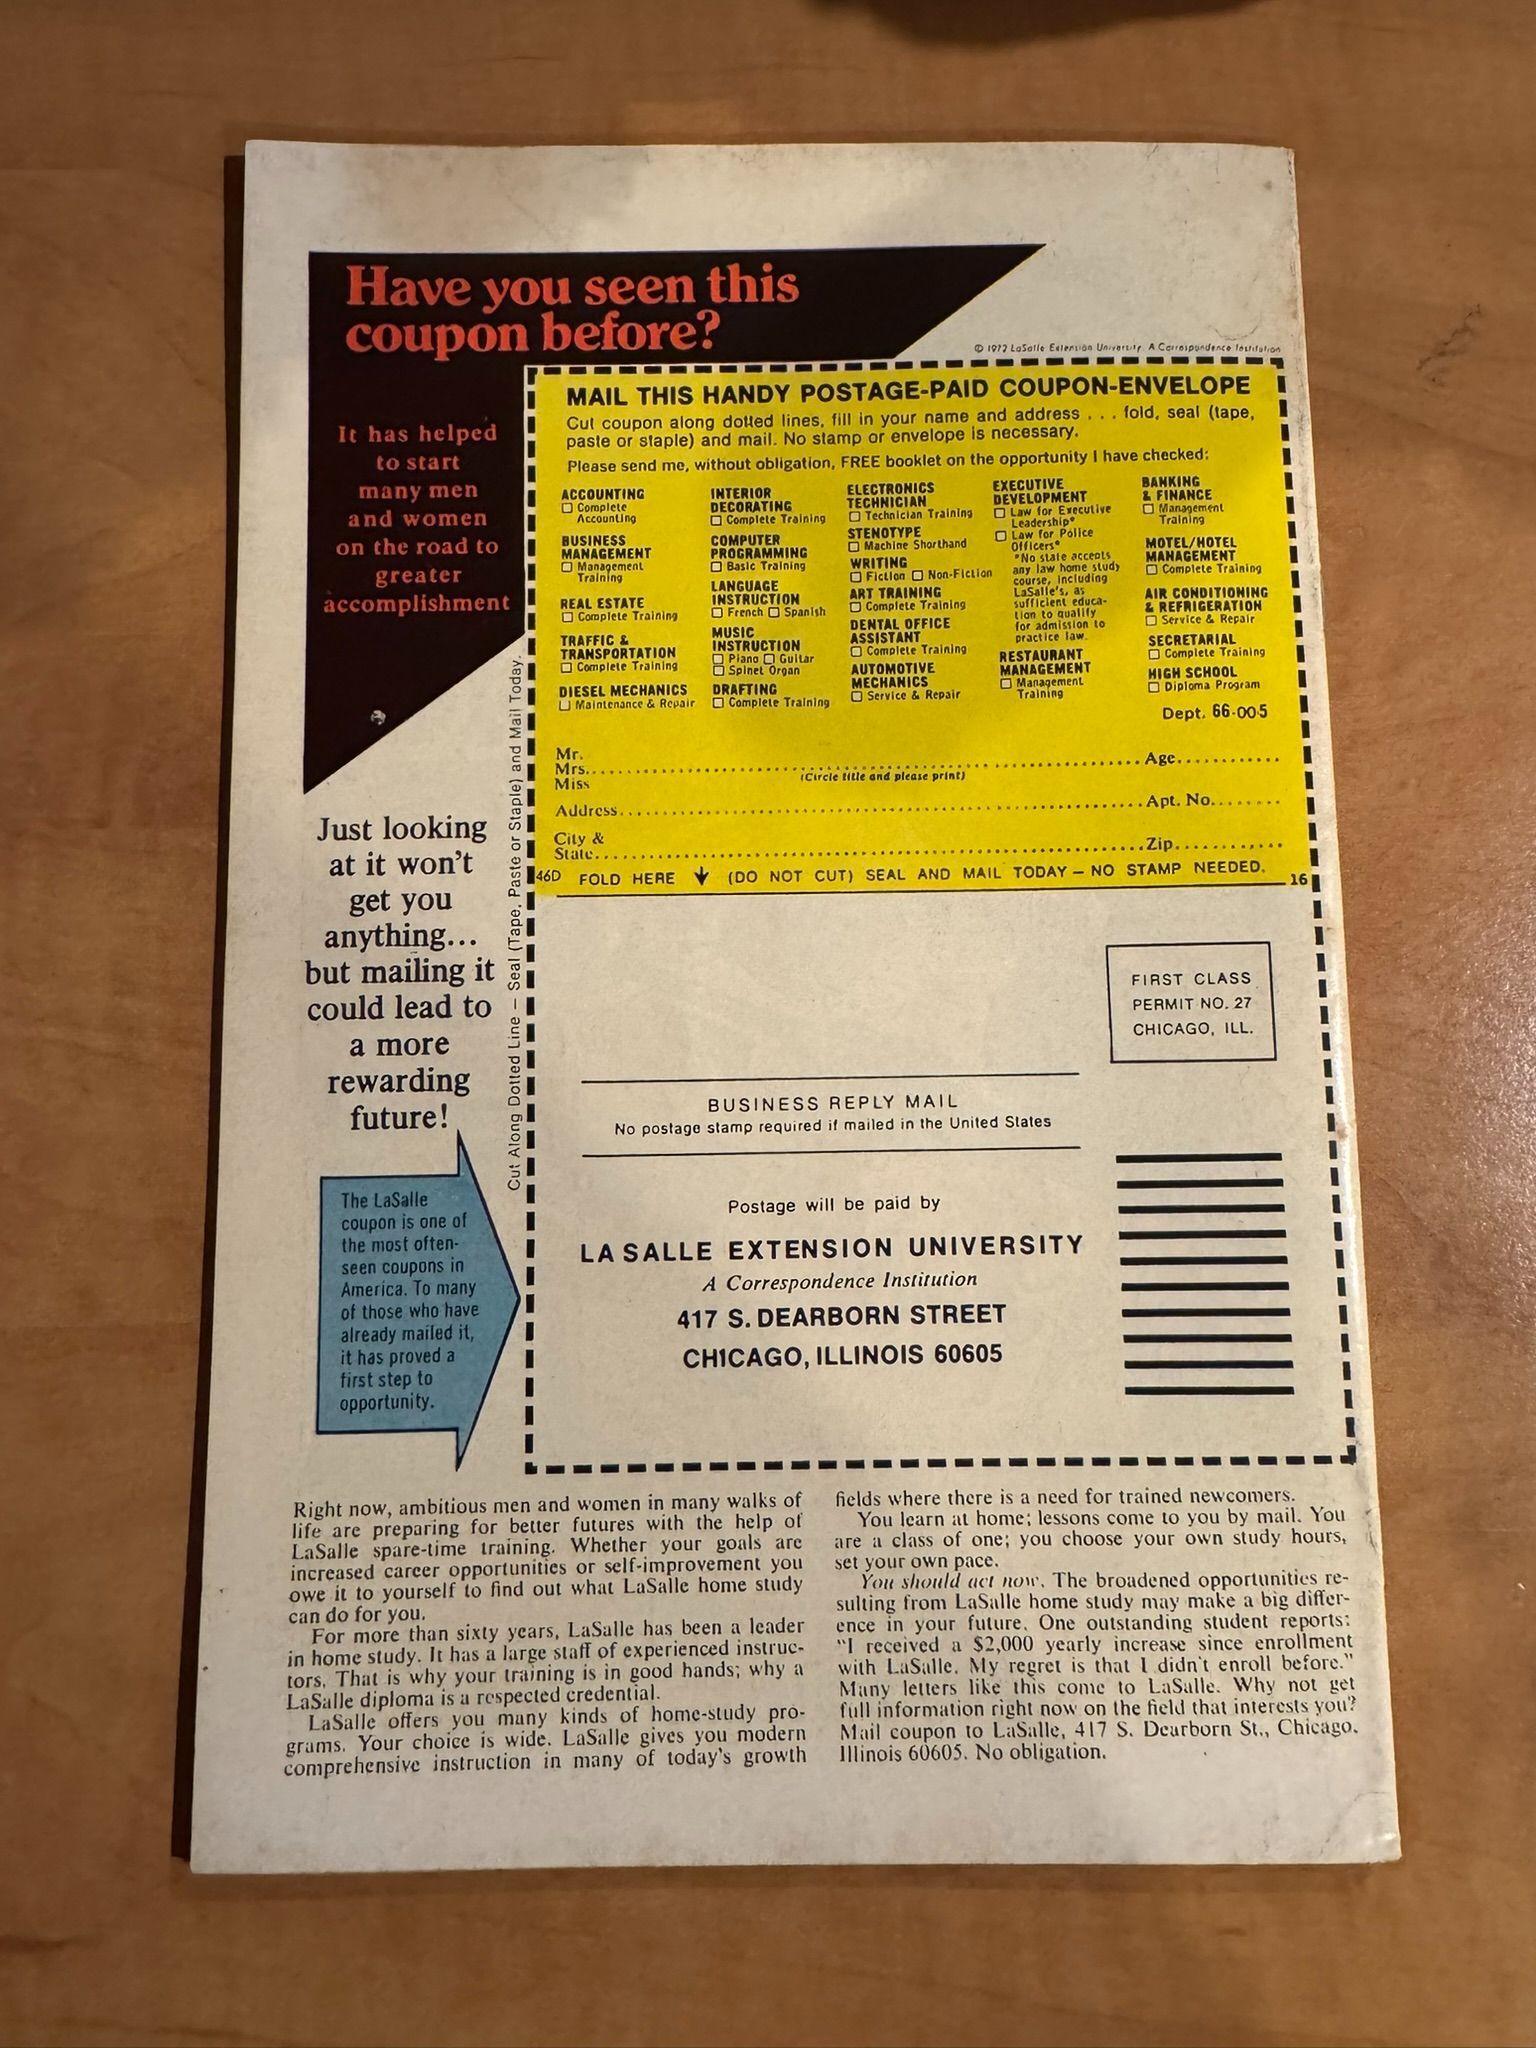 Have you seen this
coupon before?
It has helped
to start
many men
and women
on the road to
greater
accomplishment
Just looking
at it won't
get you
anything...
but mailing it
could lead to
a more
rewarding
future!
The LaSalle
coupon is one of
the most often-
seen coupons in
America. To many
of those who have
already mailed it,
it has proved a
first step to
opportunity.
Cut Along Dotted Line – Seal (Tape, Paste or Staple) and Mail Today.
© 1972 LaSalle Extension University. A Correspondence Institution
MAIL THIS HANDY POSTAGE-PAID COUPON-ENVELOPE
Cut coupon along dotted lines, fill in your name and address . . . fold, seal (tape,
paste or staple) and mail. No stamp or envelope is necessary.
Please send me, without obligation, FREE booklet on the opportunity I have checked:
ACCOUNTING
☐ Complete
Accounting
BUSINESS
MANAGEMENT
☐ Management
Training
REAL ESTATE
☐ Complete Training
TRAFFIC &
TRANSPORTATION
☐ Complete Training
DIESEL MECHANICS
☐ Maintenance & Repair
INTERIOR
DECORATING
☐ Complete Training
COMPUTER
PROGRAMMING
☐ Basic Training
LANGUAGE
INSTRUCTION
☐ French ☐ Spanish
MUSIC
INSTRUCTION
☐ Piano ☐ Guitar
☐ Spinet Organ
DRAFTING
☐ Complete Training
ELECTRONICS
TECHNICIAN
☐ Technician Training
STENOTYPE
☐ Machine Shorthand
WRITING
☐ Fiction ☐ Non-Fiction
ART TRAINING
☐ Complete Training
DENTAL OFFICE
ASSISTANT
☐ Complete Training
AUTOMOTIVE
MECHANICS
☐ Service & Repair
EXECUTIVE
DEVELOPMENT
☐ Law for Executive
Leadership*
☐ Law for Police
Officers*
*No state accepts
any law home study
course, including
LaSalle's, as
sufficient educa-
tion to qualify
for admission to
practice law.
RESTAURANT
MANAGEMENT
☐ Management
Training
BANKING
& FINANCE
☐ Management
Training
MOTEL/HOTEL
MANAGEMENT
☐ Complete Training
AIR CONDITIONING
& REFRIGERATION
☐ Service & Repair
SECRETARIAL
☐ Complete Training
HIGH SCHOOL
☐ Diploma Program
Dept. 66-005
Mr.
Mrs. Age
Miss (Circle title and please print)
Address Apt. No.
City &
State Zip
46D FOLD HERE ↓ (DO NOT CUT) SEAL AND MAIL TODAY – NO STAMP NEEDED. 16
FIRST CLASS
PERMIT NO. 27
CHICAGO, ILL.
BUSINESS REPLY MAIL
No postage stamp required if mailed in the United States
Postage will be paid by
LA SALLE EXTENSION UNIVERSITY
A Correspondence Institution
417 S. DEARBORN STREET
CHICAGO, ILLINOIS 60605
Right now, ambitious men and women in many walks of
life are preparing for better futures with the help of
LaSalle spare-time training. Whether your goals are
increased career opportunities or self-improvement you
owe it to yourself to find out what LaSalle home study
can do for you.
For more than sixty years, LaSalle has been a leader
in home study. It has a large staff of experienced instruc-
tors. That is why your training is in good hands; why a
LaSalle diploma is a respected credential.
LaSalle offers you many kinds of home-study pro-
grams. Your choice is wide. LaSalle gives you modern
comprehensive instruction in many of today's growth
fields where there is a need for trained newcomers.
You learn at home; lessons come to you by mail. You
are a class of one; you choose your own study hours,
set your own pace.
You should act now. The broadened opportunities re-
sulting from LaSalle home study may make a big differ-
ence in your future. One outstanding student reports:
"I received a $2,000 yearly increase since enrollment
with LaSalle. My regret is that I didn't enroll before."
Many letters like this come to LaSalle. Why not get
full information right now on the field that interests you?
Mail coupon to LaSalle, 417 S. Dearborn St., Chicago,
Illinois 60605. No obligation.